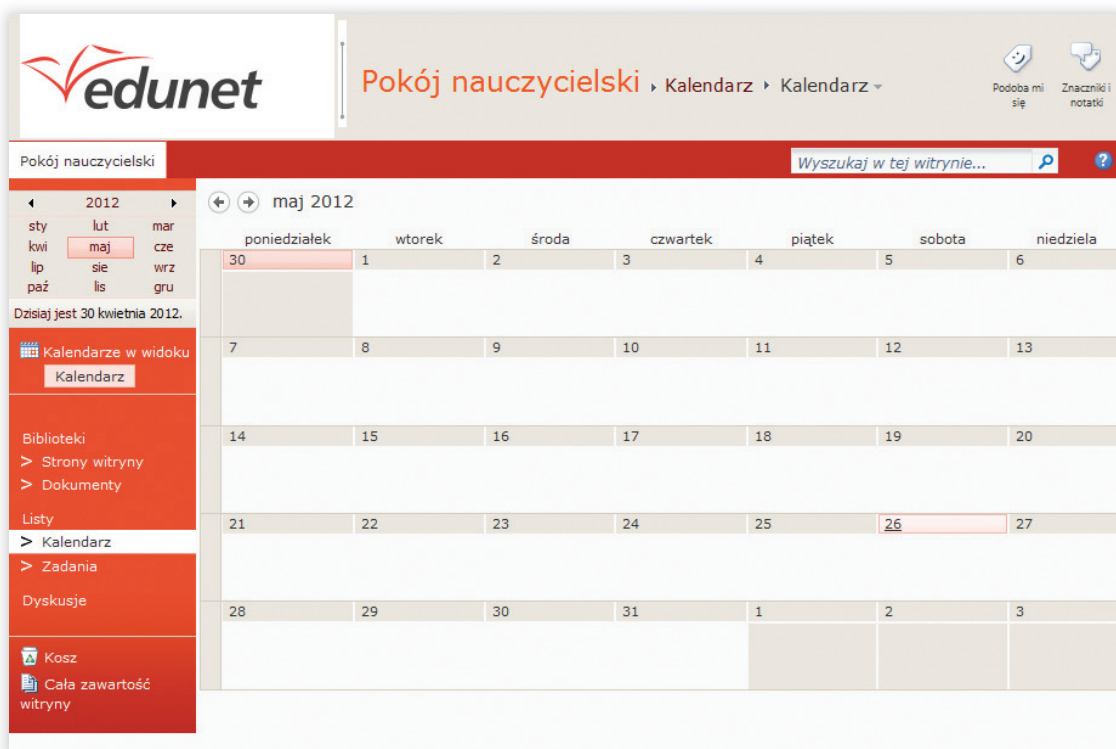 edunet
Pokój nauczycielski Kalendarz Kalendarz
Podoba mi
się
Znaczniki i
notatki
Pokój nauczycielski
Wyszukaj w tej witrynie...
2012
sty lut mar
kwi maj cze
lip sie wrz
paź lis gru
Dzisiaj jest 30 kwietnia 2012.
Kalendarze w widoku
Kalendarz
Biblioteki
> Strony witryny
> Dokumenty
Listy
> Kalendarz
> Zadania
Dyskusje
Kosz
Cała zawartość
witryny
maj 2012
poniedziałek wtorek środa czwartek piątek sobota niedziela
30 1 2 3 4 5 6
7 8 9 10 11 12 13
14 15 16 17 18 19 20
21 22 23 24 25 26 27
28 29 30 31 1 2 3